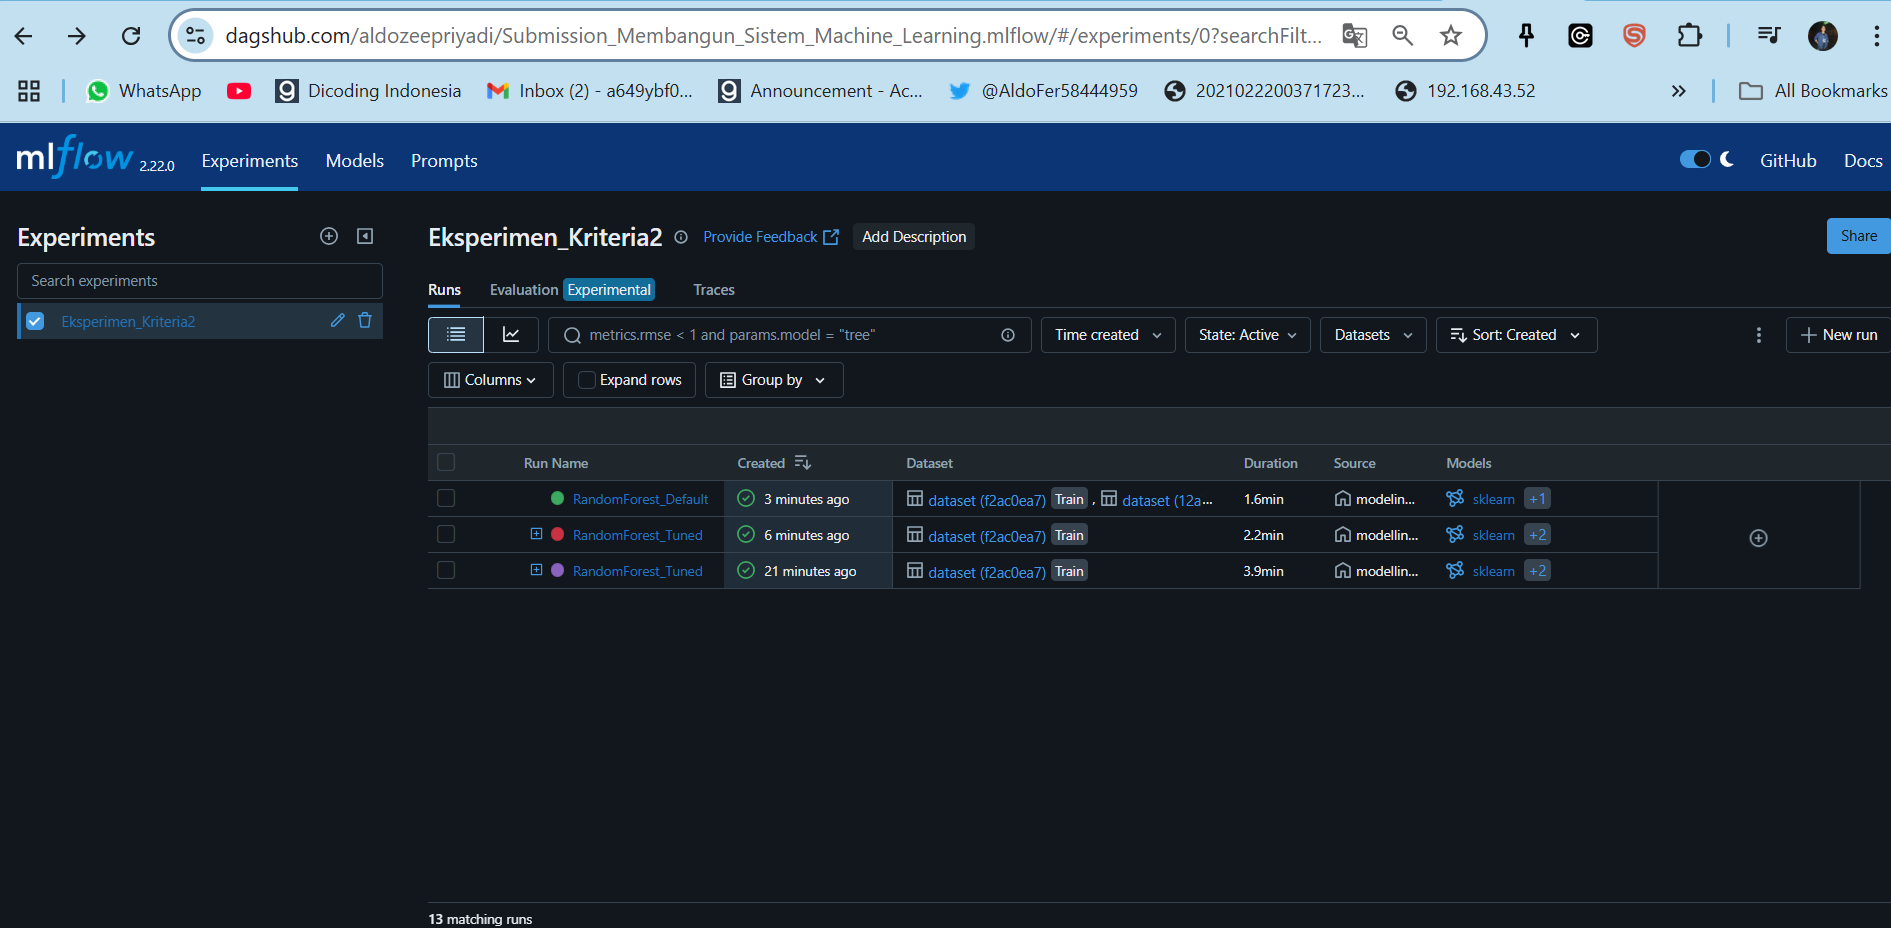 dagshub.com/aldozeepriyadi/Submission_Membangun_Sistem_Machine_Learning.mlflow/#/experiments/0?searchFilt...
WhatsApp Dicoding Indonesia Inbox (2) - a649ybf0... Announcement - Ac... @AldoFer58444959 2021022200371723... 192.168.43.52 » All Bookmarks
mlflow 2.22.0 Experiments Models Prompts GitHub Docs
Experiments
Search experiments
Eksperimen_Kriteria2
Eksperimen_Kriteria2 Provide Feedback Add Description Share
Runs Evaluation Experimental Traces
metrics.rmse < 1 and params.model = "tree" Time created State: Active Datasets Sort: Created New run
Columns Expand rows Group by
Run Name Created Dataset Duration Source Models
RandomForest_Default 3 minutes ago dataset (f2ac0ea7) Train , dataset (12a... 1.6min modelin... sklearn +1
RandomForest_Tuned 6 minutes ago dataset (f2ac0ea7) Train 2.2min modellin... sklearn +2
RandomForest_Tuned 21 minutes ago dataset (f2ac0ea7) Train 3.9min modellin... sklearn +2
13 matching runs